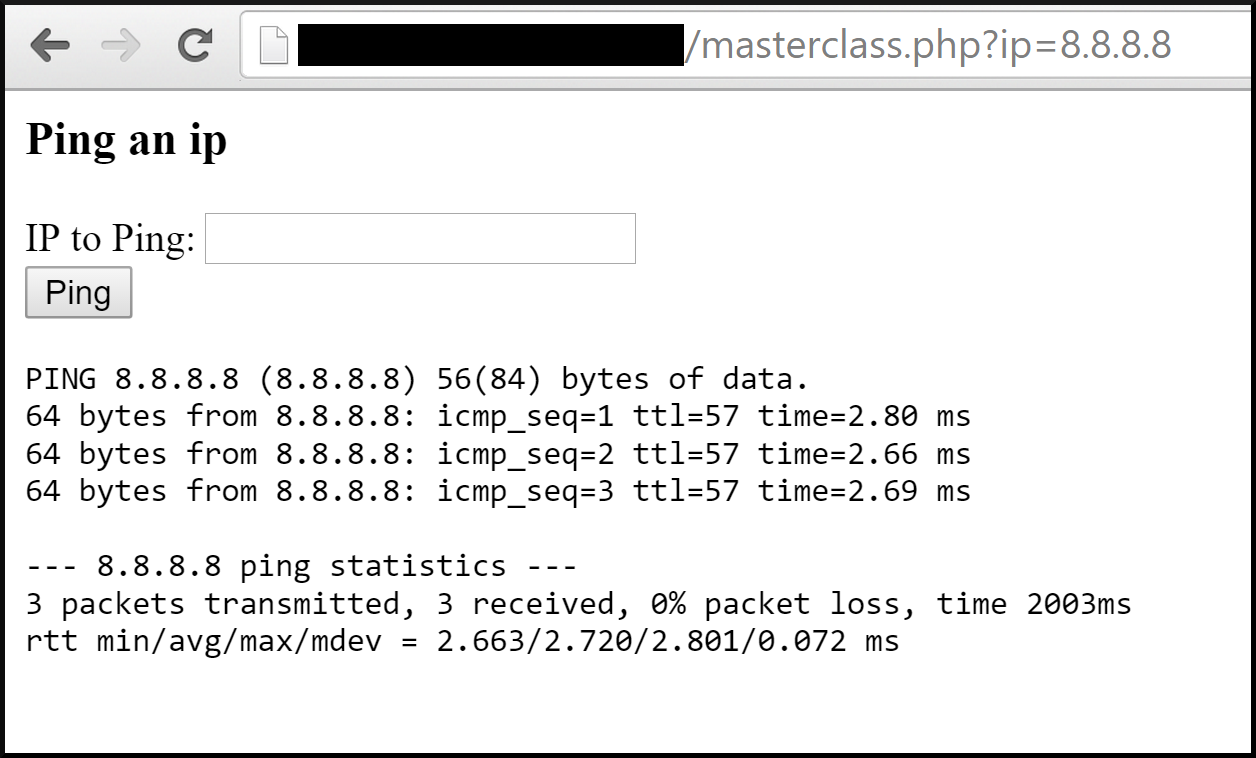 /masterclass.php?ip=8.8.8.8
Ping an ip
IP to Ping:
Ping
PING 8.8.8.8 (8.8.8.8) 56(84) bytes of data.
64 bytes from 8.8.8.8: icmp_seq=1 ttl=57 time=2.80 ms
64 bytes from 8.8.8.8: icmp_seq=2 ttl=57 time=2.66 ms
64 bytes from 8.8.8.8: icmp_seq=3 ttl=57 time=2.69 ms
--- 8.8.8.8 ping statistics ---
3 packets transmitted, 3 received, 0% packet loss, time 2003ms
rtt min/avg/max/mdev = 2.663/2.720/2.801/0.072 ms